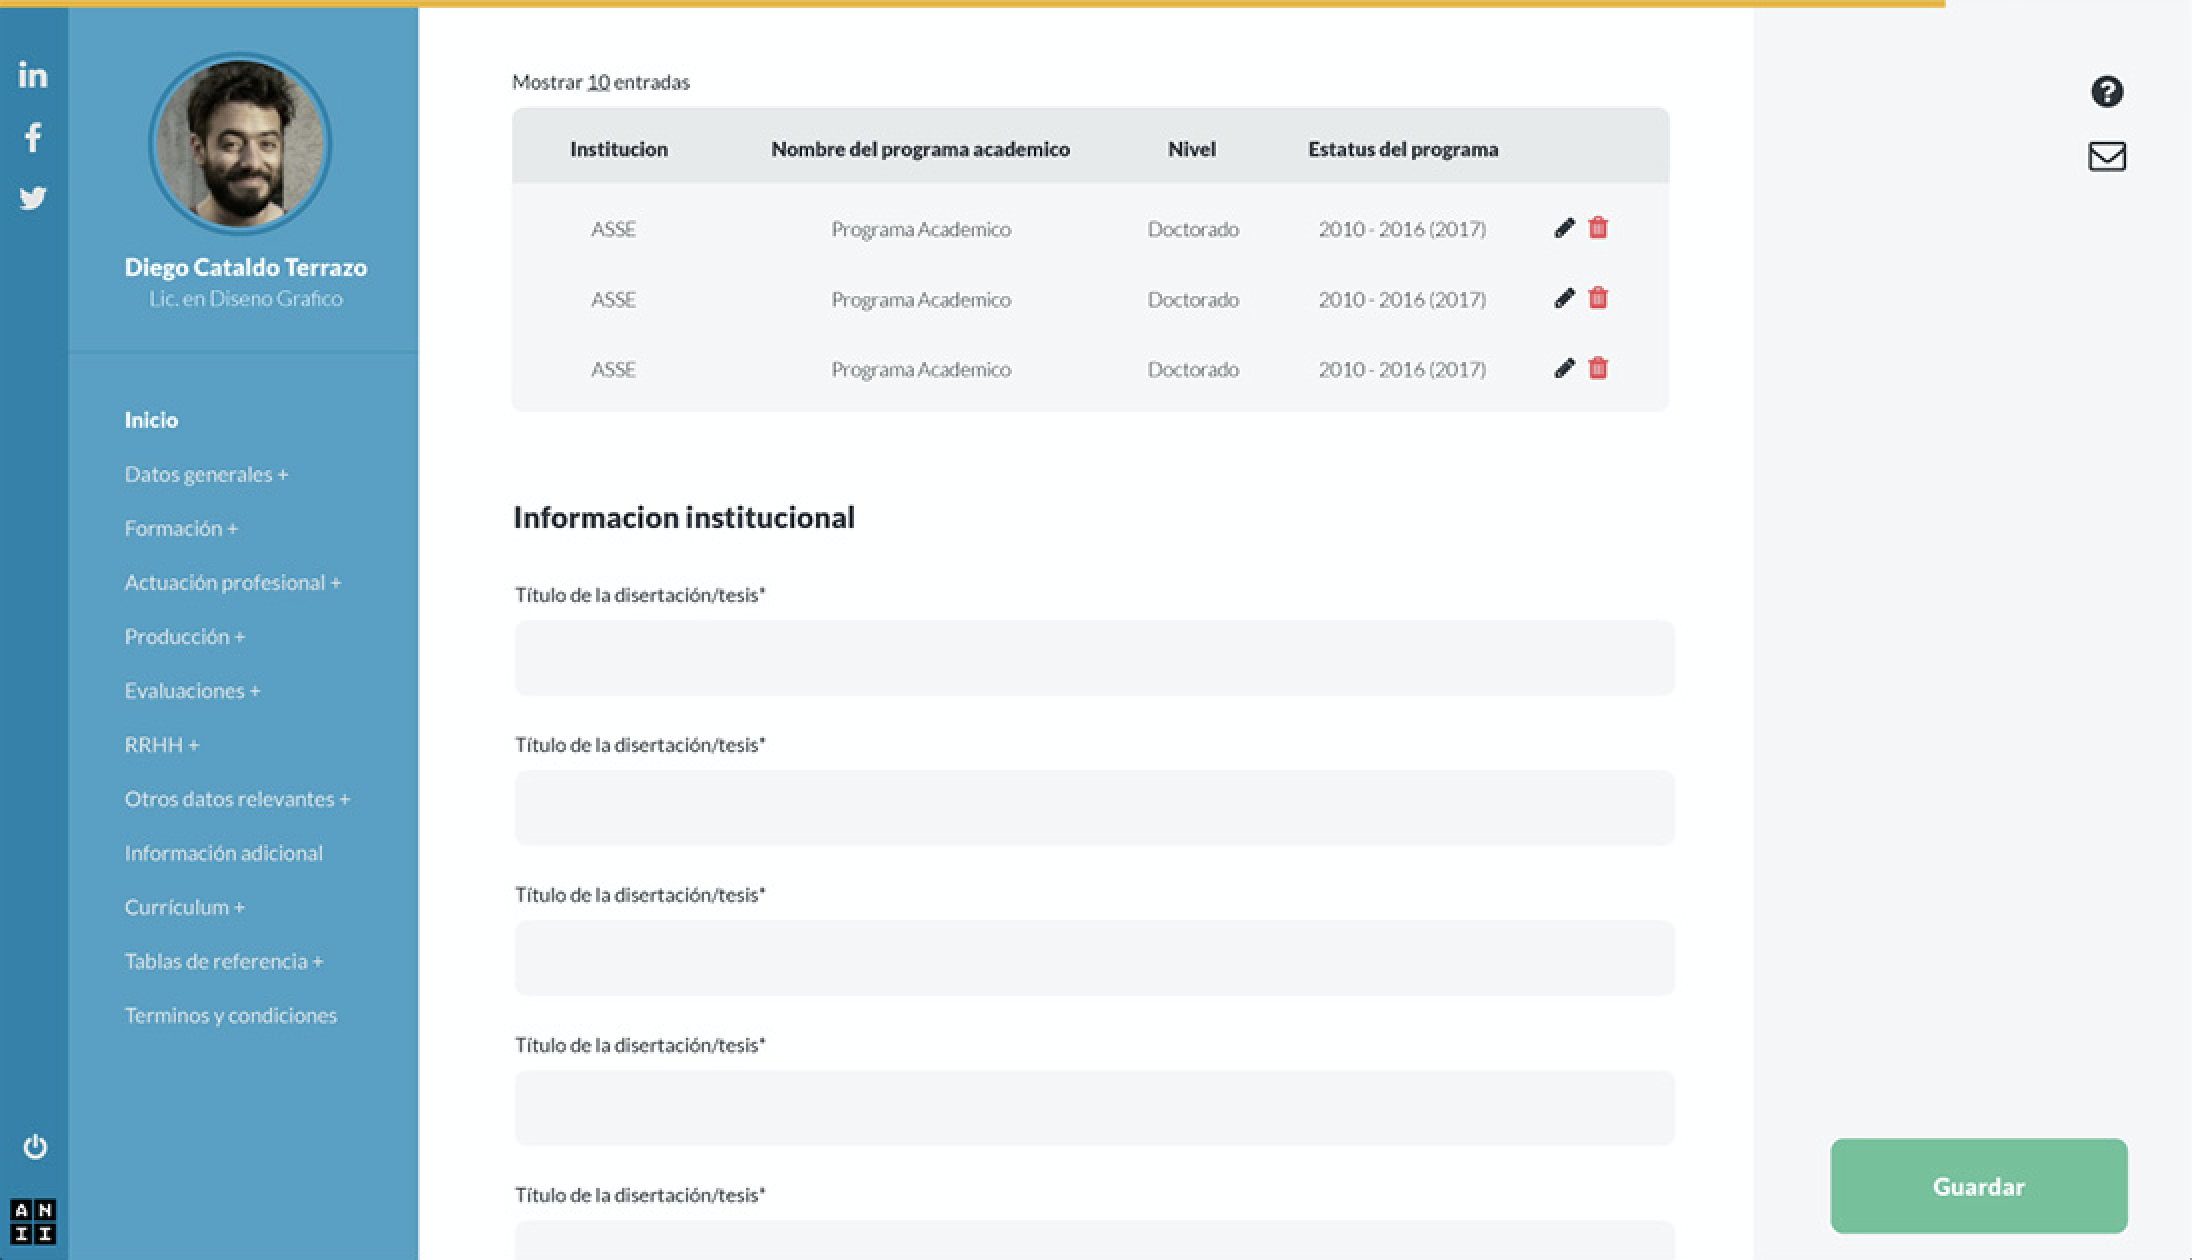 in
f
Diego Cataldo Terrazo
Lic. en Diseno Grafico
Inicio
Datos generales +
Formación +
Actuación profesional +
Producción +
Evaluaciones +
RRHH +
Otros datos relevantes +
Información adicional
Currículum +
Tablas de referencia +
Terminos y condiciones
A N
I I
Mostrar 10 entradas
Institucion Nombre del programa academico Nivel Estatus del programa
ASSE Programa Academico Doctorado 2010 - 2016 (2017)
ASSE Programa Academico Doctorado 2010 - 2016 (2017)
ASSE Programa Academico Doctorado 2010 - 2016 (2017)
Informacion institucional
Título de la disertación/tesis*
Título de la disertación/tesis*
Título de la disertación/tesis*
Título de la disertación/tesis*
Título de la disertación/tesis*
?
Guardar